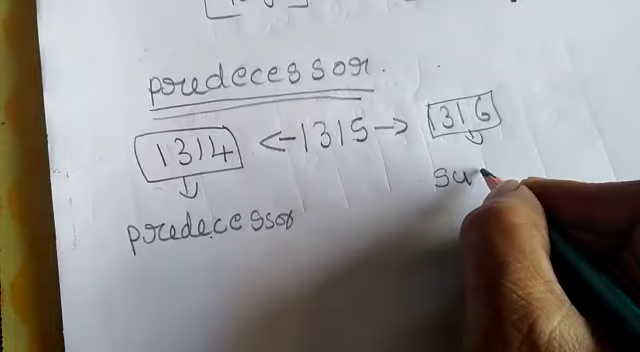 predecessor.
1314 <- 1315 -> 1316
predecessor su